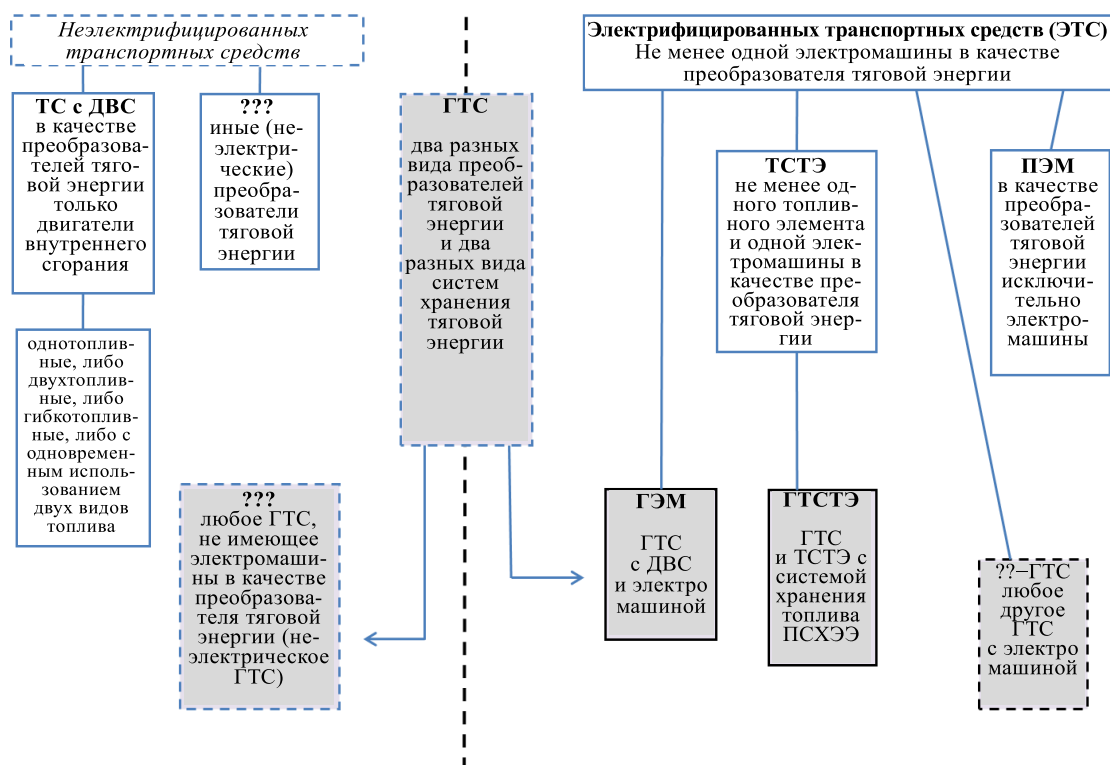 Неэлектрифицированных
транспортных средств
ТС с ДВС
в качестве
преобразова-
телей тяго-
вой энергии
только
двигатели
внутреннего
сгорания
???
иные (не-
электри-
ческие)
преобра-
зователи
тяговой
энергии
однотоплив-
ные, либо
двухтоплив-
ные, либо
гибкотоплив-
ные, либо с
одновремен-
ным исполь-
зованием
двух видов
топлива
???
любое ГТС,
не имеющее
электромаши-
ны в качестве
преобразова-
теля тяговой
энергии (не-
электрическое
ГТС)
ГТС
два разных
вида преоб-
разователей
тяговой
энергии
и два
разных вида
систем
хранения
тяговой
энергии
Электрифицированных транспортных средств (ЭТС)
Не менее одной электромашины в качестве
преобразователя тяговой энергии
ТСТЭ
не менее од-
ного топлив-
ного элемента
и одной элек-
тромашины в
качестве пре-
образователя
тяговой энер-
гии
ПЭМ
в качестве
преобра-
зователей
тяговой
энергии
исключи-
тельно
электро-
машины
ГЭМ
ГТС
с ДВС
и электро
машиной
ГТСТЭ
ГТС
и ТСТЭ с
системой
хранения
топлива
ПСХЭЭ
??−ГТС
любое
другое
ГТС
с электро
машиной